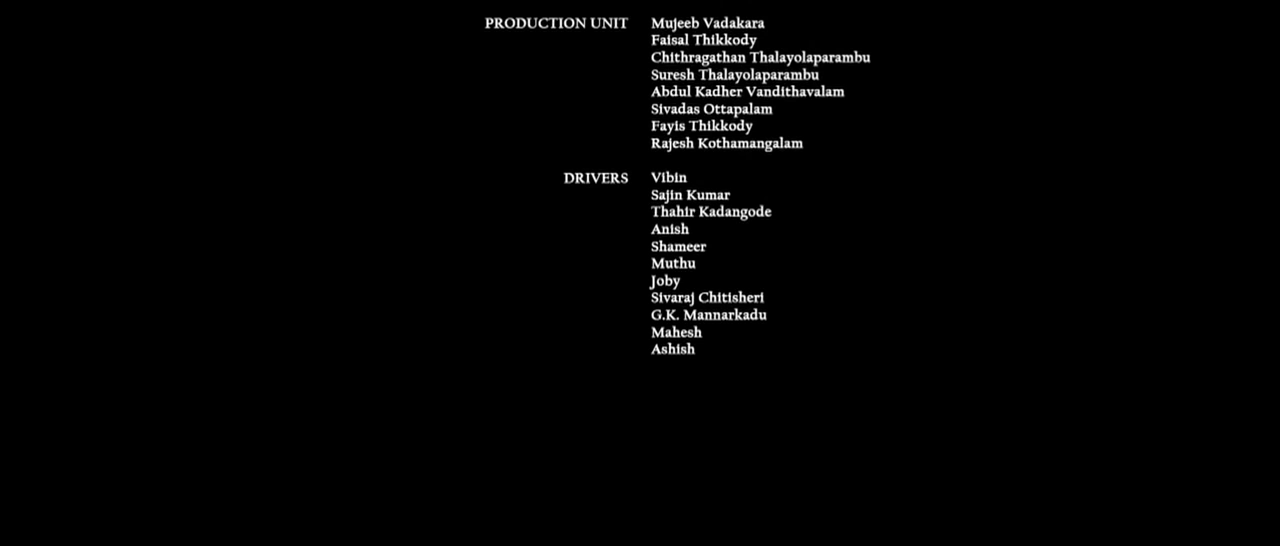 PRODUCTION UNIT Mujeeb Vadakara
Faisal Thikkody
Chithragathan Thalayolaparambu
Suresh Thalayolaparambu
Abdul Kadher Vandithavalam
Sivadas Ottapalam
Fayis Thikkody
Rajesh Kothamangalam
DRIVERS Vibin
Sajin Kumar
Thahir Kadangode
Anish
Shameer
Muthu
Joby
Sivaraj Chitisheri
G.K. Mannarkadu
Mahesh
Ashish